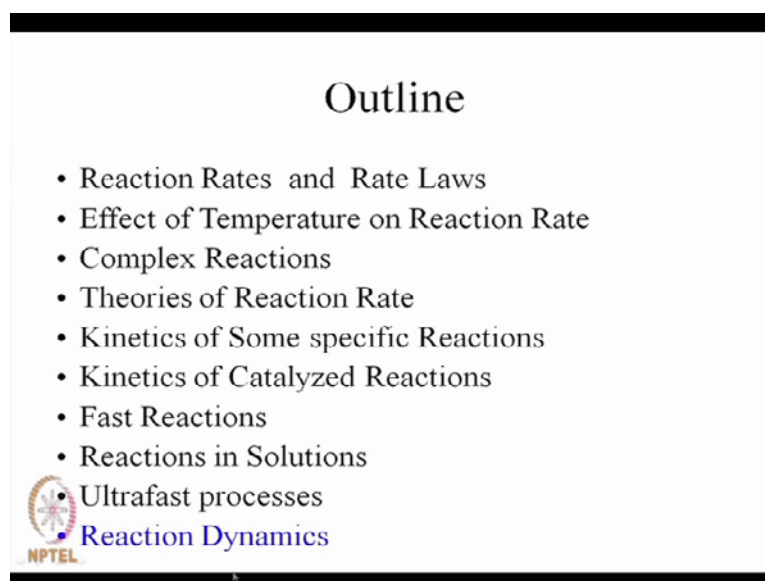 Outline
• Reaction Rates and Rate Laws
• Effect of Temperature on Reaction Rate
• Complex Reactions
• Theories of Reaction Rate
• Kinetics of Some specific Reactions
• Kinetics of Catalyzed Reactions
• Fast Reactions
• Reactions in Solutions
• Ultrafast processes
• Reaction Dynamics
NPTEL